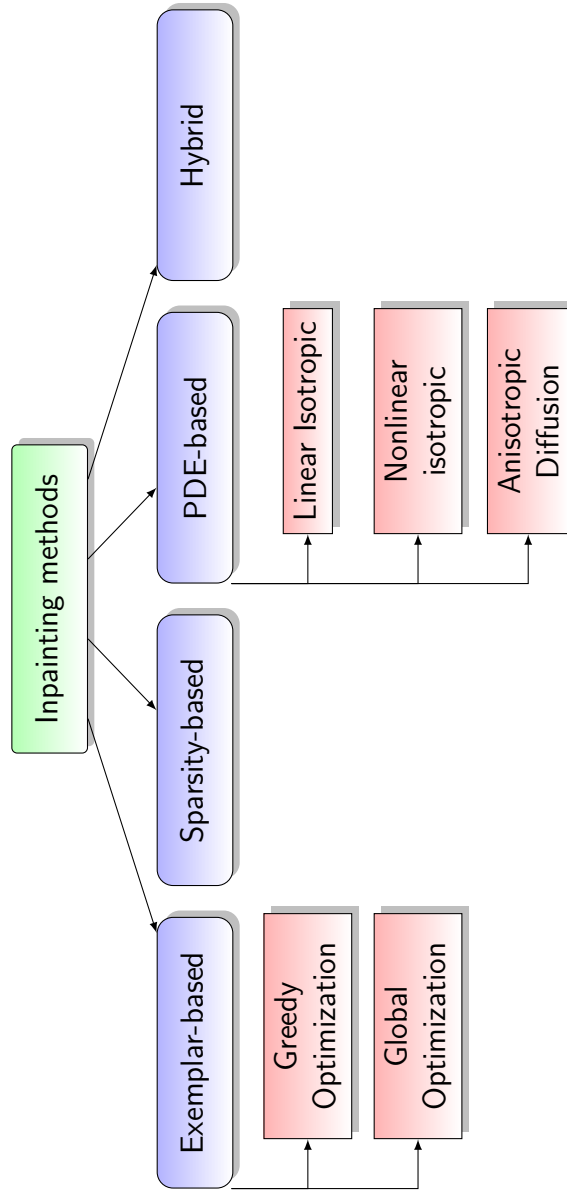 Inpainting methods
Exemplar-based
Sparsity-based
PDE-based
Hybrid
Greedy
Optimization
Global
Optimization
Linear Isotropic
Nonlinear
isotropic
Anisotropic
Diffusion